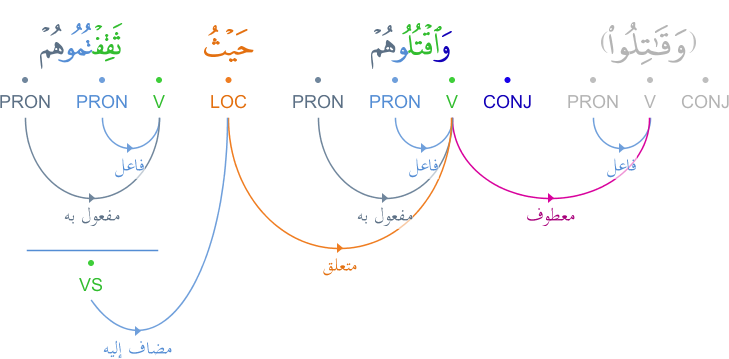 (وَقَـٰتِلُوا۟) وَٱقْتُلُوهُمْ حَيْثُ ثَقِفْتُمُوهُمْ
CONJ V PRON CONJ V PRON PRON LOC V PRON PRON
فاعل فاعل فاعل
معطوف مفعول به مفعول به
متعلق
VS
مضاف إليه